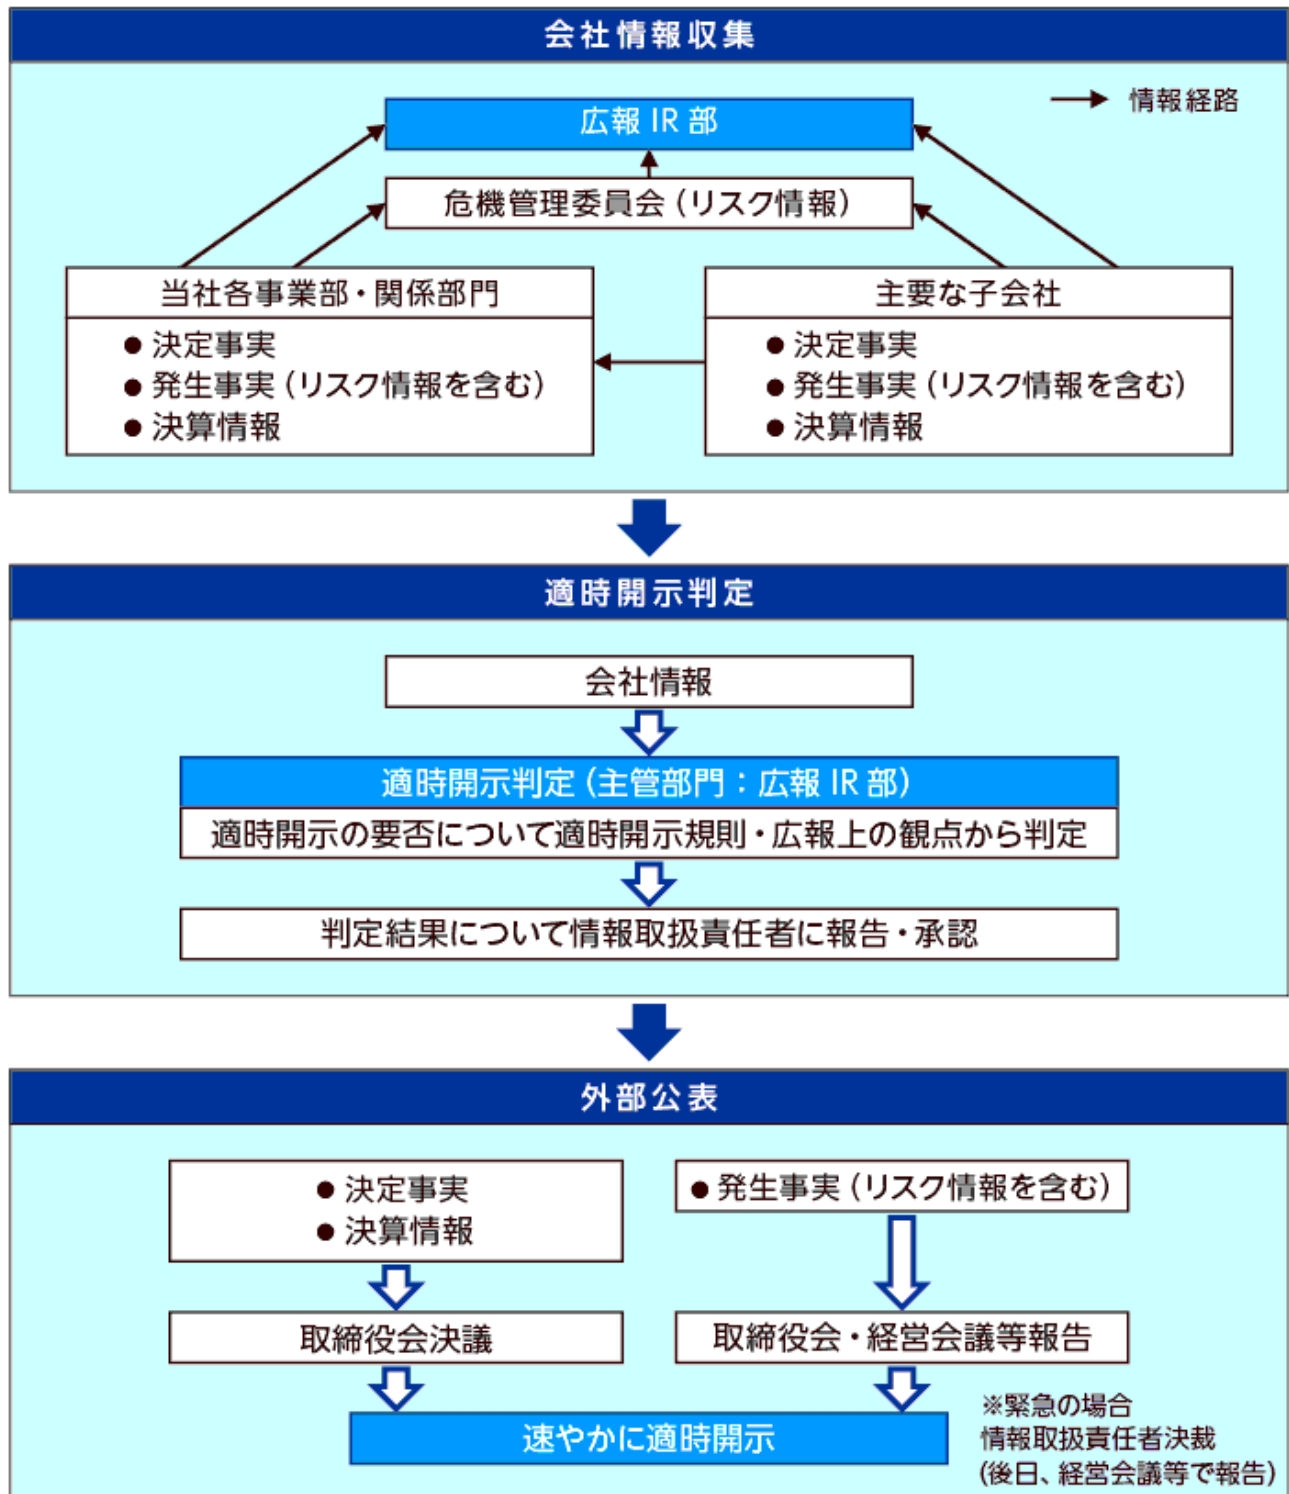 会社情報収集
情報経路
広報 IR 部
危機管理委員会（リスク情報）
当社各事業部・関係部門
● 決定事実
● 発生事実（リスク情報を含む）
● 決算情報
主要な子会社
● 決定事実
● 発生事実（リスク情報を含む）
● 決算情報
適時開示判定
会社情報
適時開示判定（主管部門：広報 IR 部）
適時開示の要否について適時開示規則・広報上の観点から判定
判定結果について情報取扱責任者に報告・承認
外部公表
● 決定事実
● 決算情報
● 発生事実（リスク情報を含む）
取締役会決議
取締役会・経営会議等報告
速やかに適時開示
※緊急の場合
情報取扱責任者決裁
(後日、経営会議等で報告)